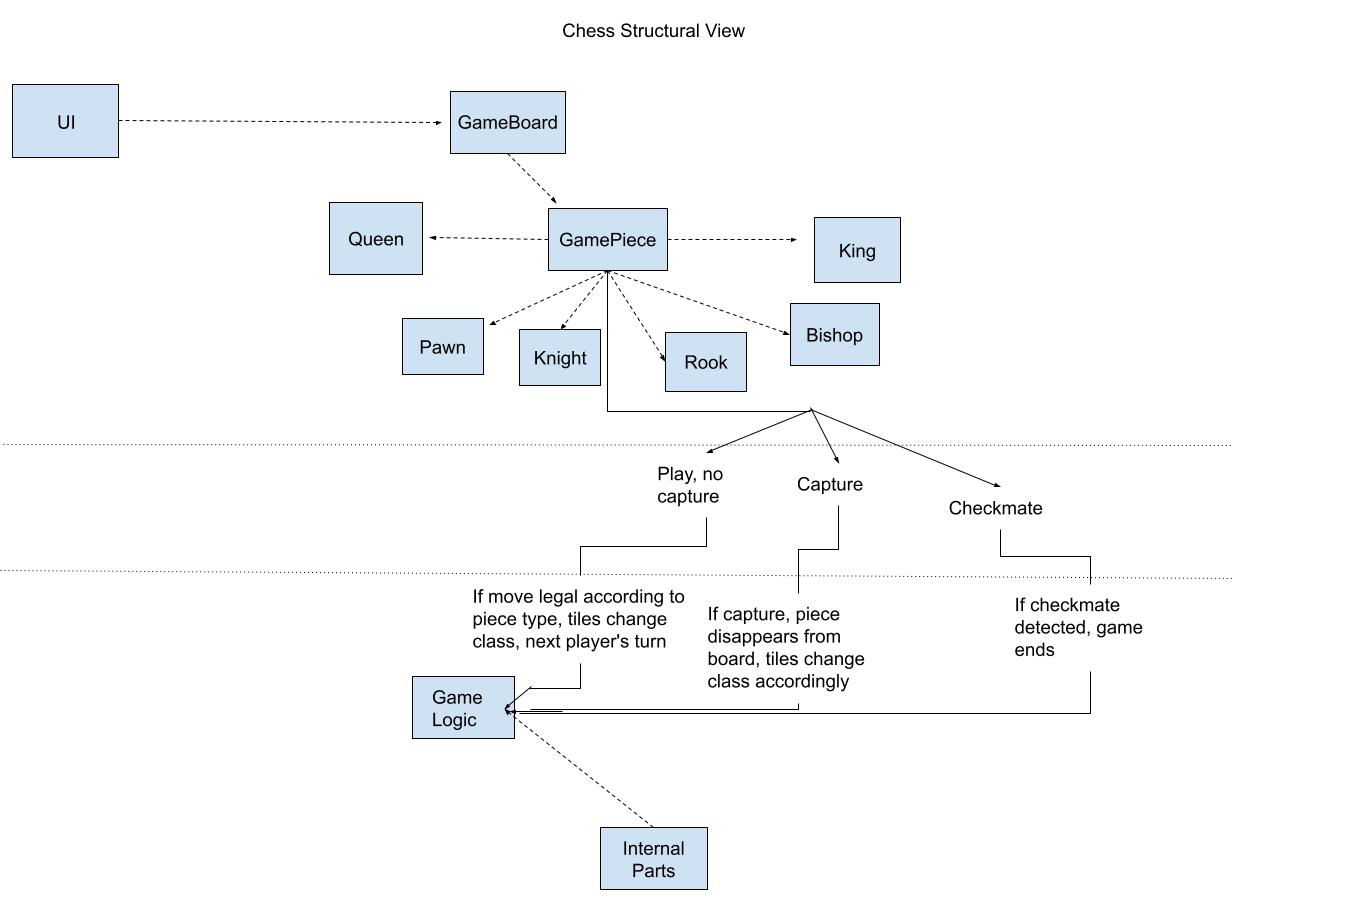 Chess Structural View
UI
GameBoard
Queen
GamePiece
King
Pawn
Knight
Rook
Bishop
Play, no
capture
Capture
Checkmate
If move legal according to
piece type, tiles change
class, next player's turn
If capture, piece
disappears from
board, tiles change
class accordingly
If checkmate
detected, game
ends
Game
Logic
Internal
Parts